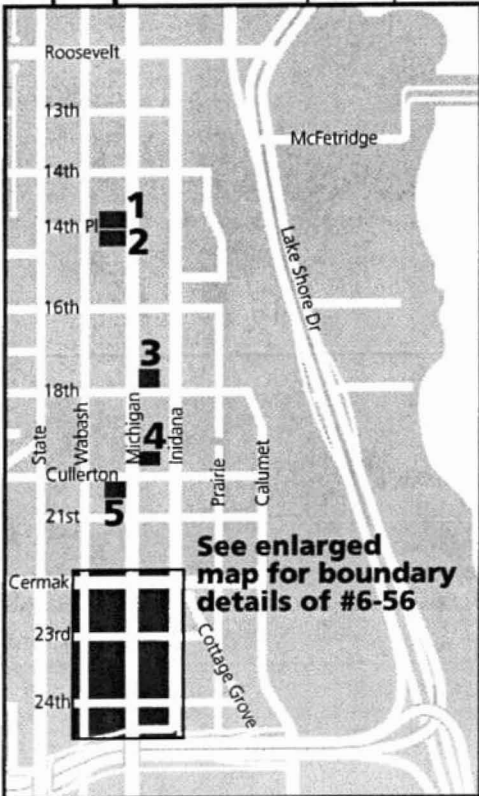 Roosevelt
13th
McFetridge
14th
1
14th Pl
2
Lake Shore Dr
16th
3
18th
State
Wabash
Michigan
Inidana
4
Prairie
Calumet
Cullerton
5
21st
See enlarged
map for boundary
details of #6-56
Cermak
23rd
Cottage Grove
24th